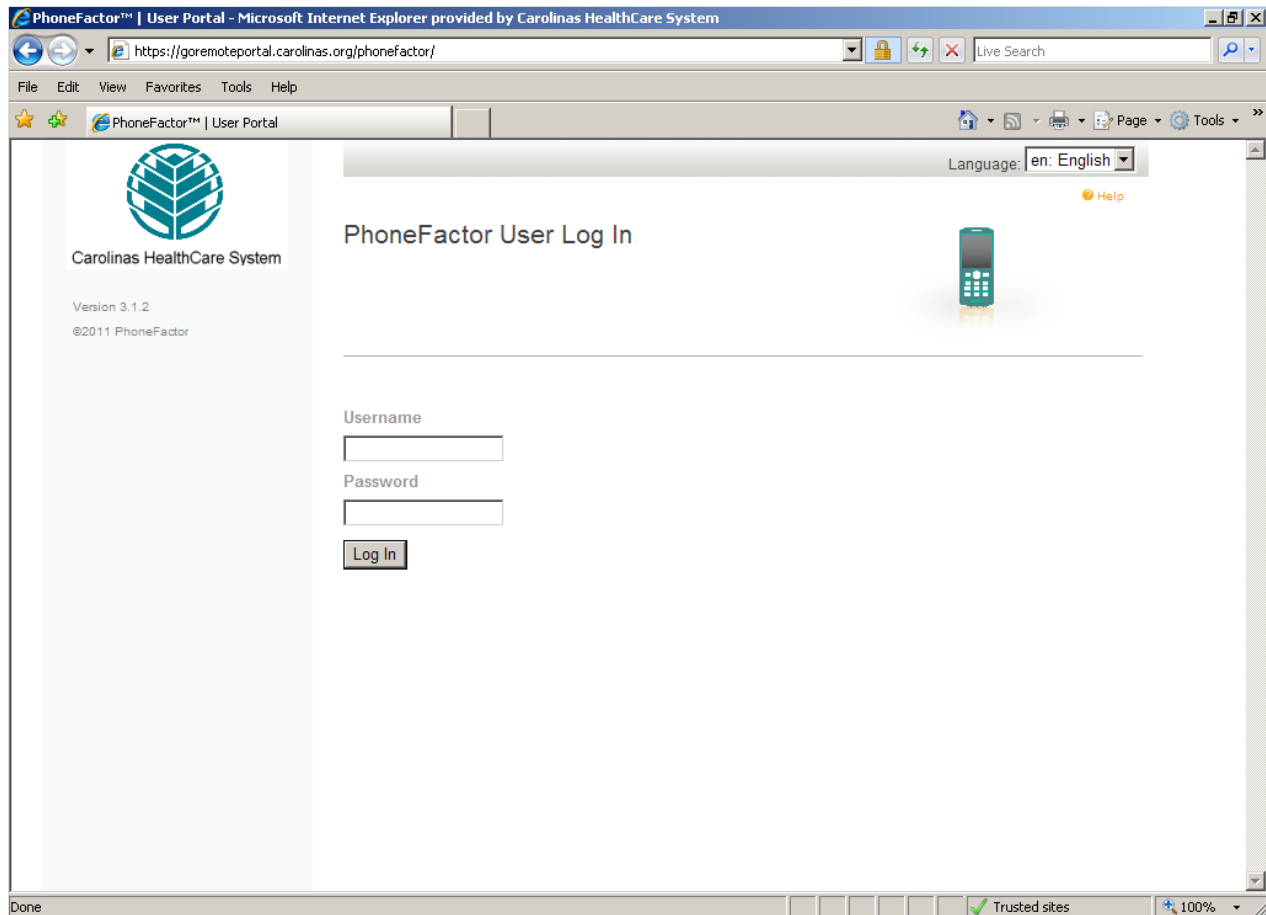 PhoneFactor™ | User Portal - Microsoft Internet Explorer provided by Carolinas HealthCare System
https://goremoteportal.carolinas.org/phonefactor/
Live Search
File Edit View Favorites Tools Help
PhoneFactor™ | User Portal
Page Tools »
Language: en: English
Help
PhoneFactor User Log In
Carolinas HealthCare System
Version 3.1.2
©2011 PhoneFactor
Username
Password
Log In
Done
Trusted sites
100%